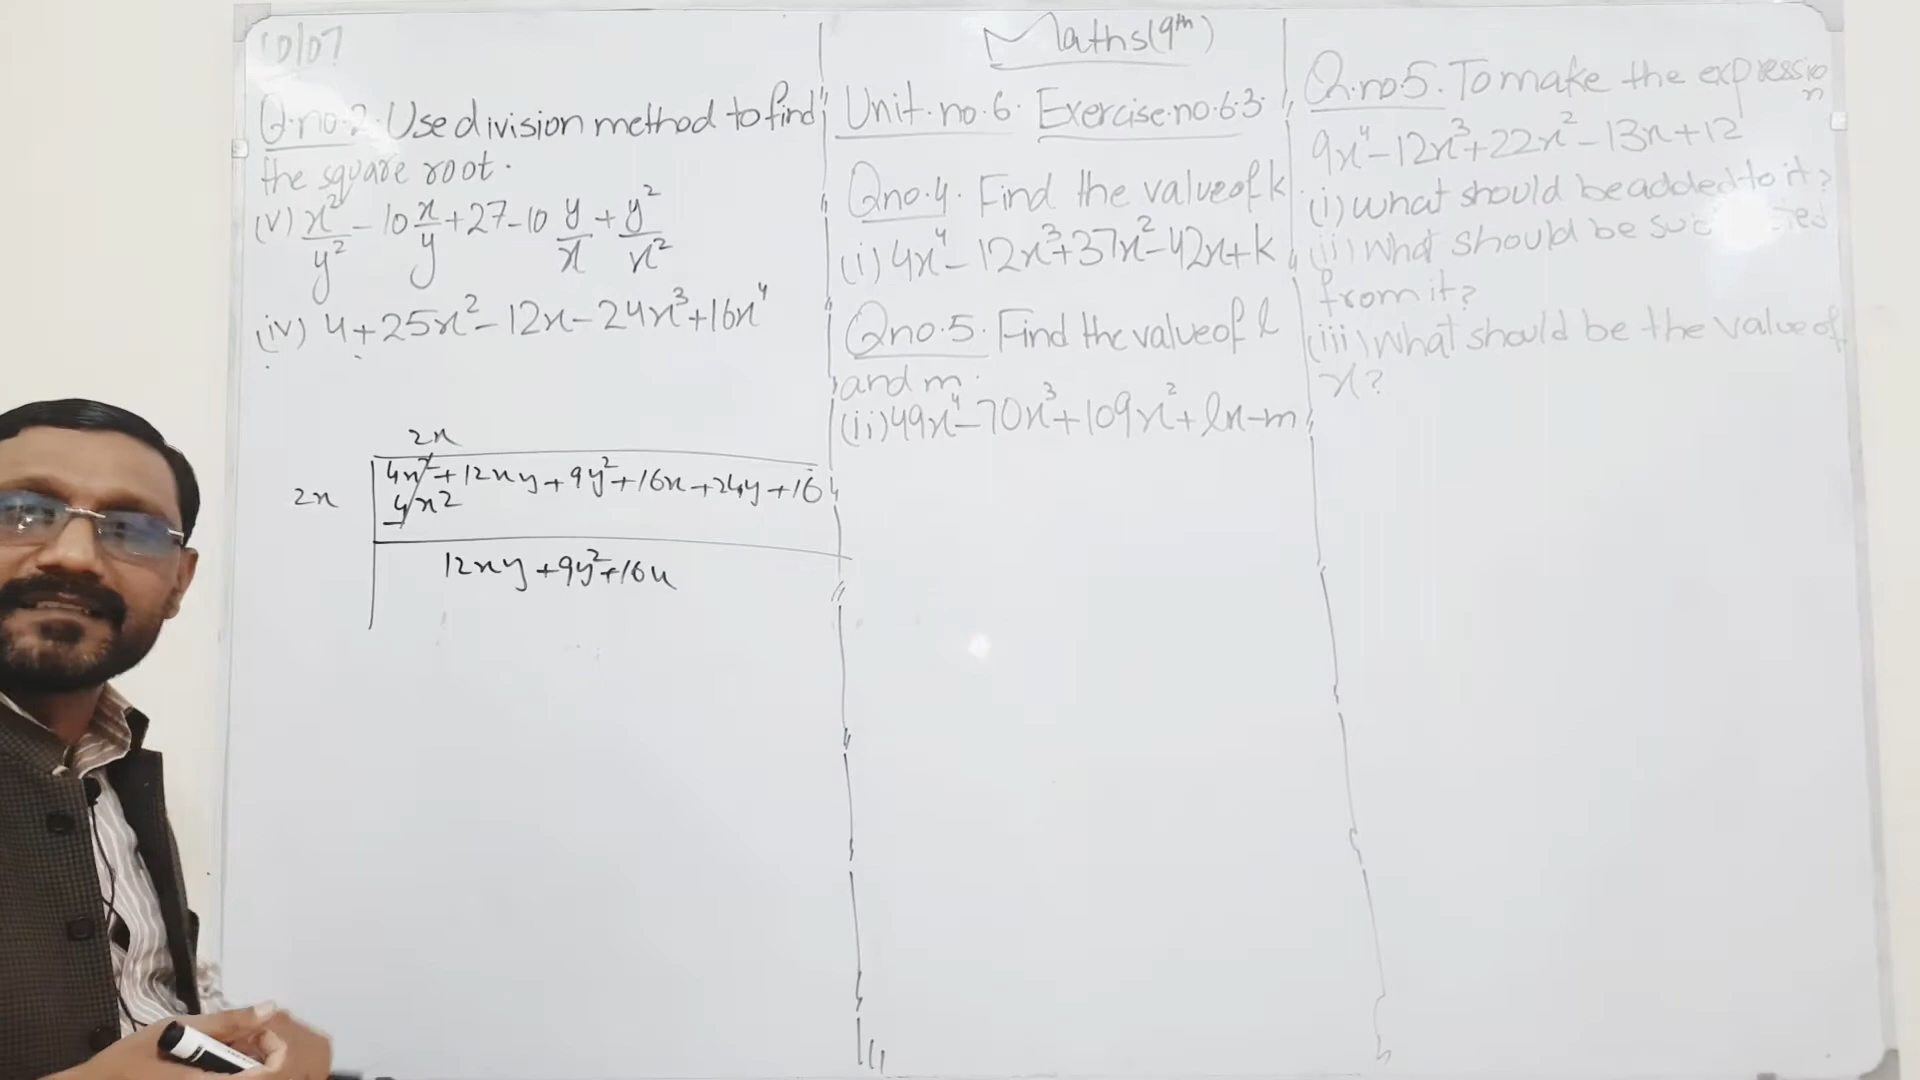 10/07
Q.no.2. Use division method to find
the square root.
(v) x²/y² - 10 x/y + 27 - 10 y/x + y²/x²
(iv) 4 + 25x² - 12x - 24x³ + 16x⁴
2x
2x 4x² + 12xy + 9y² + 16x + 24y + 16
4x2
-
12xy + 9y² + 16x
Maths(9th)
Unit.no.6. Exercise.no.6.3.
Qno.4. Find the value of k.
(i) 4x⁴ - 12x³ + 37x² - 42x + k
Qno.5. Find the value of l
and m.
(ii) 49x⁴ - 70x³ + 109x² + lx - m
Q.no.5. To make the expression
9x⁴ - 12x³ + 22x² - 13x + 12
(i) What should be added to it?
(ii) What should be
from it?
(iii) What should be the value of
x?